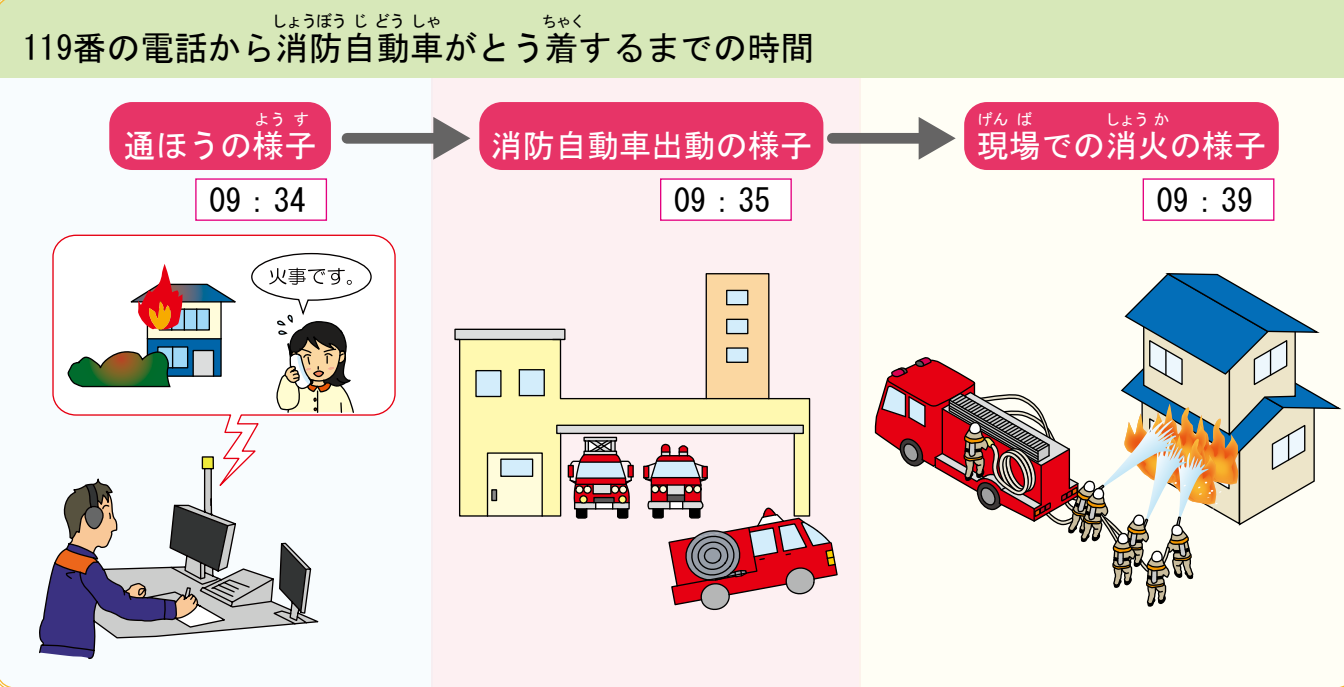 しょうぼう じ どう しゃ ちゃく
119番の電話から消防自動車がとう着するまでの時間
よう す
通ほうの様子
消防自動車出動の様子
げん ば しょう か
現場での消火の様子
09：34
09：35
09：39
火事です。